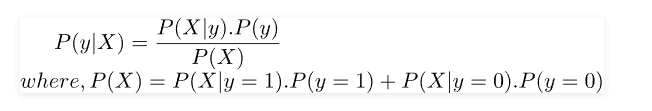 P(y|X) = P(X|y).P(y) / P(X)
where, P(X) = P(X|y = 1).P(y = 1) + P(X|y = 0).P(y = 0)